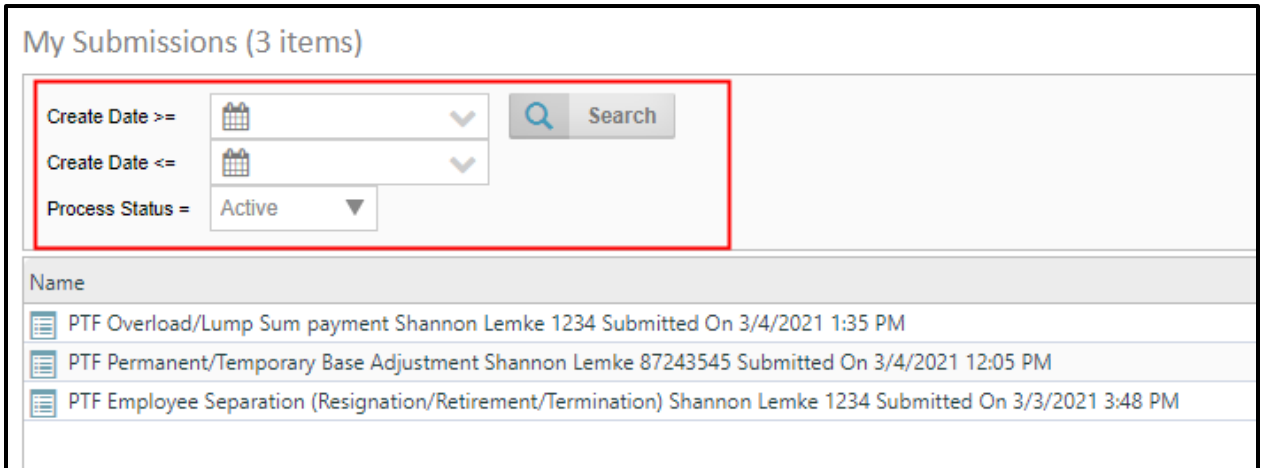 My Submissions (3 items)
Create Date >= Search
Create Date <=
Process Status = Active
Name
PTF Overload/Lump Sum payment Shannon Lemke 1234 Submitted On 3/4/2021 1:35 PM
PTF Permanent/Temporary Base Adjustment Shannon Lemke 87243545 Submitted On 3/4/2021 12:05 PM
PTF Employee Separation (Resignation/Retirement/Termination) Shannon Lemke 1234 Submitted On 3/3/2021 3:48 PM